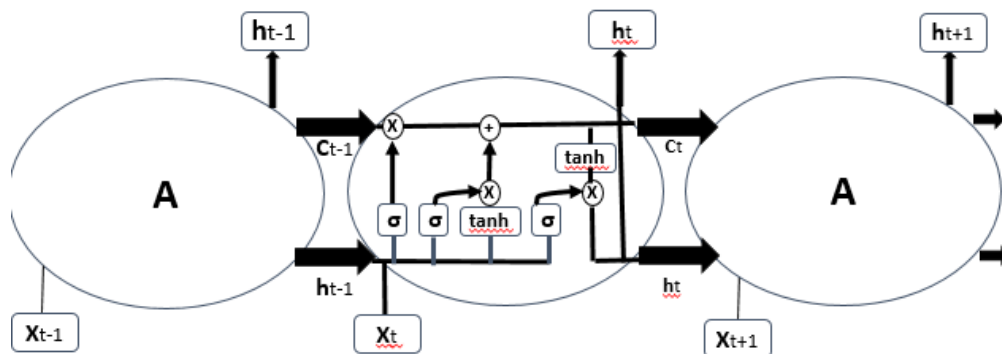 ht-1
ht
ht+1
A
X
+
Ct-1
tanh
Ct
A
X
X
σ
σ
tanh
σ
ht-1
ht
Xt-1
Xt
Xt+1